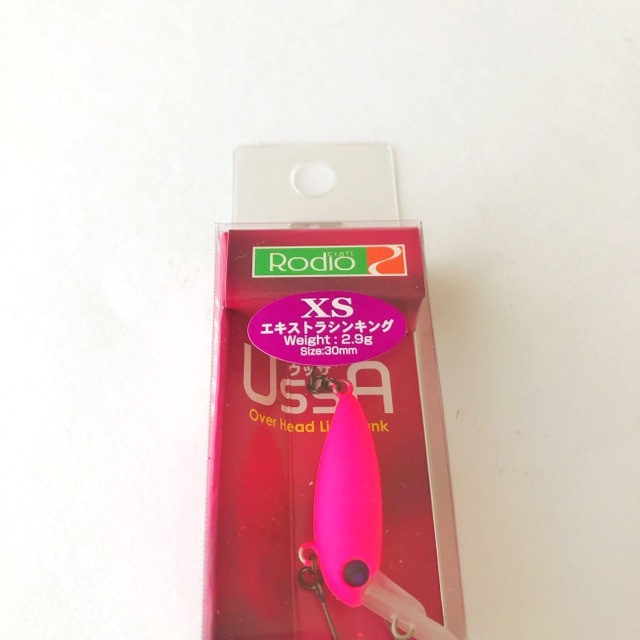 Rodio craft
XS
エキストラシンキング
Weight : 2.9g
Size:30mm
ウッサ
USSA
Over Head Li